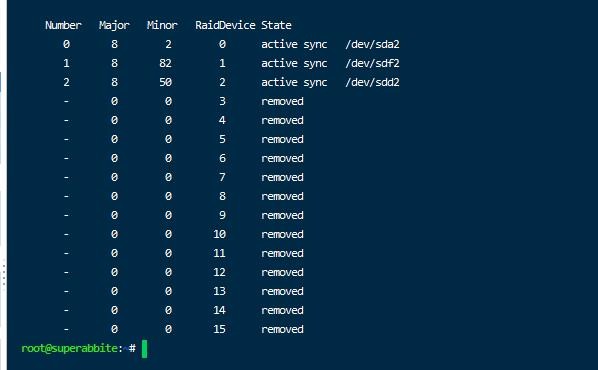 Number Major Minor RaidDevice State
0 8 2 0 active sync /dev/sda2
1 8 82 1 active sync /dev/sdf2
2 8 50 2 active sync /dev/sdd2
- 0 0 3 removed
- 0 0 4 removed
- 0 0 5 removed
- 0 0 6 removed
- 0 0 7 removed
- 0 0 8 removed
- 0 0 9 removed
- 0 0 10 removed
- 0 0 11 removed
- 0 0 12 removed
- 0 0 13 removed
- 0 0 14 removed
- 0 0 15 removed
root@superabbite:~#